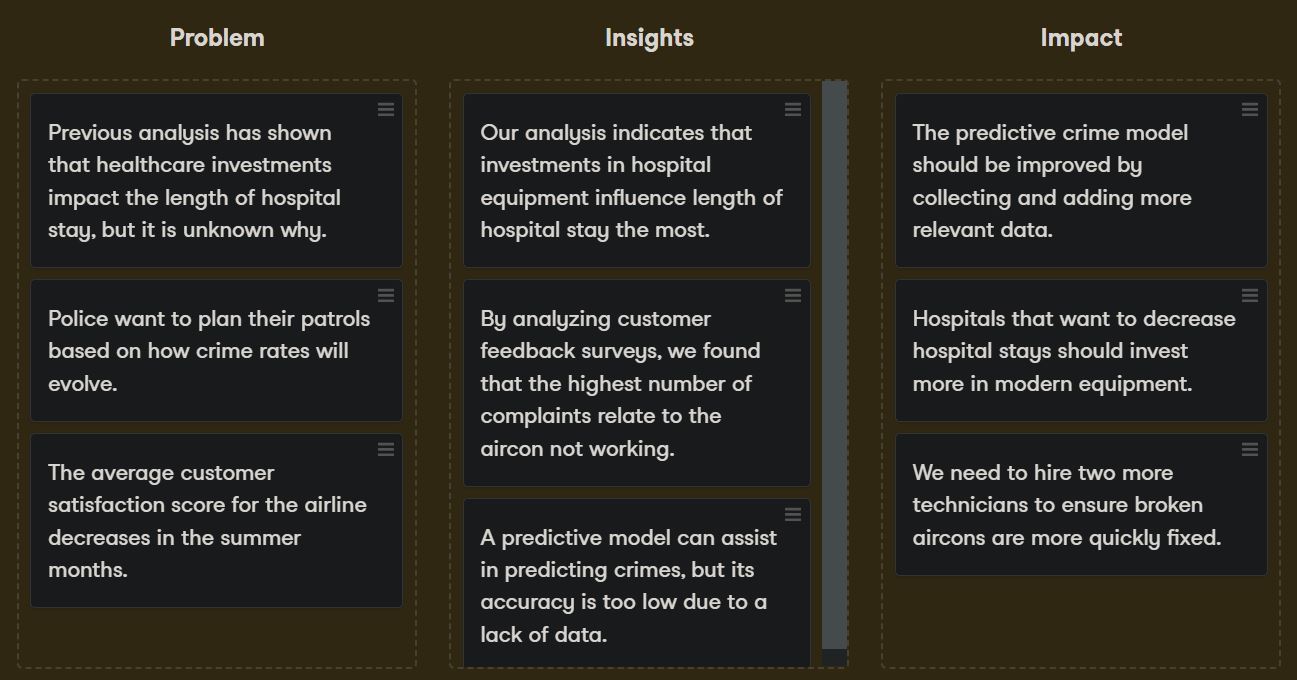 Problem
Previous analysis has shown
that healthcare investments
impact the length of hospital
stay, but it is unknown why.
Police want to plan their patrols
based on how crime rates will
evolve.
The average customer
satisfaction score for the airline
decreases in the summer
months.
Insights
Our analysis indicates that
investments in hospital
equipment influence length of
hospital stay the most.
By analyzing customer
feedback surveys, we found
that the highest number of
complaints relate to the
aircon not working.
A predictive model can assist
in predicting crimes, but its
accuracy is too low due to a
lack of data.
Impact
The predictive crime model
should be improved by
collecting and adding more
relevant data.
Hospitals that want to decrease
hospital stays should invest
more in modern equipment.
We need to hire two more
technicians to ensure broken
aircons are more quickly fixed.